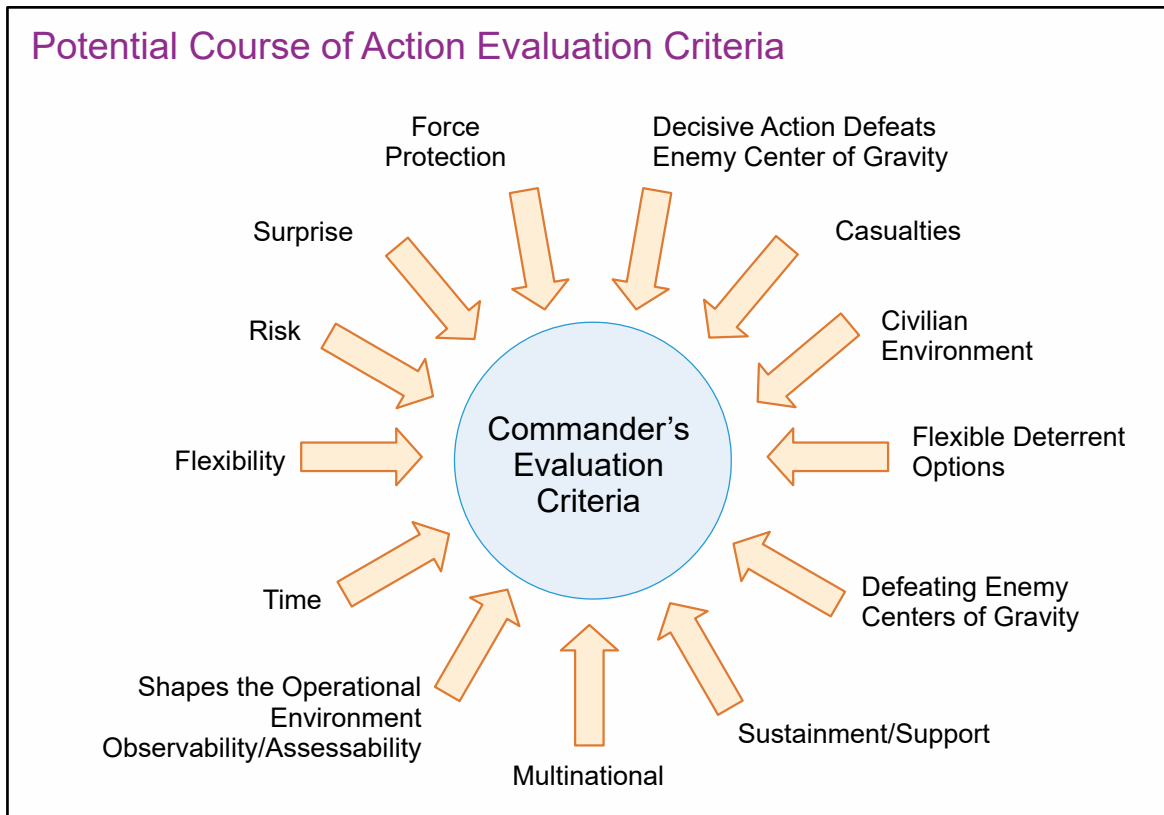 Potential Course of Action Evaluation Criteria
Force
Protection
Decisive Action Defeats
Enemy Center of Gravity
Surprise
Casualties
Risk
Civilian
Environment
Commander’s
Evaluation
Criteria
Flexibility
Flexible Deterrent
Options
Time
Defeating Enemy
Centers of Gravity
Shapes the Operational
Environment
Observability/Assessability
Sustainment/Support
Multinational